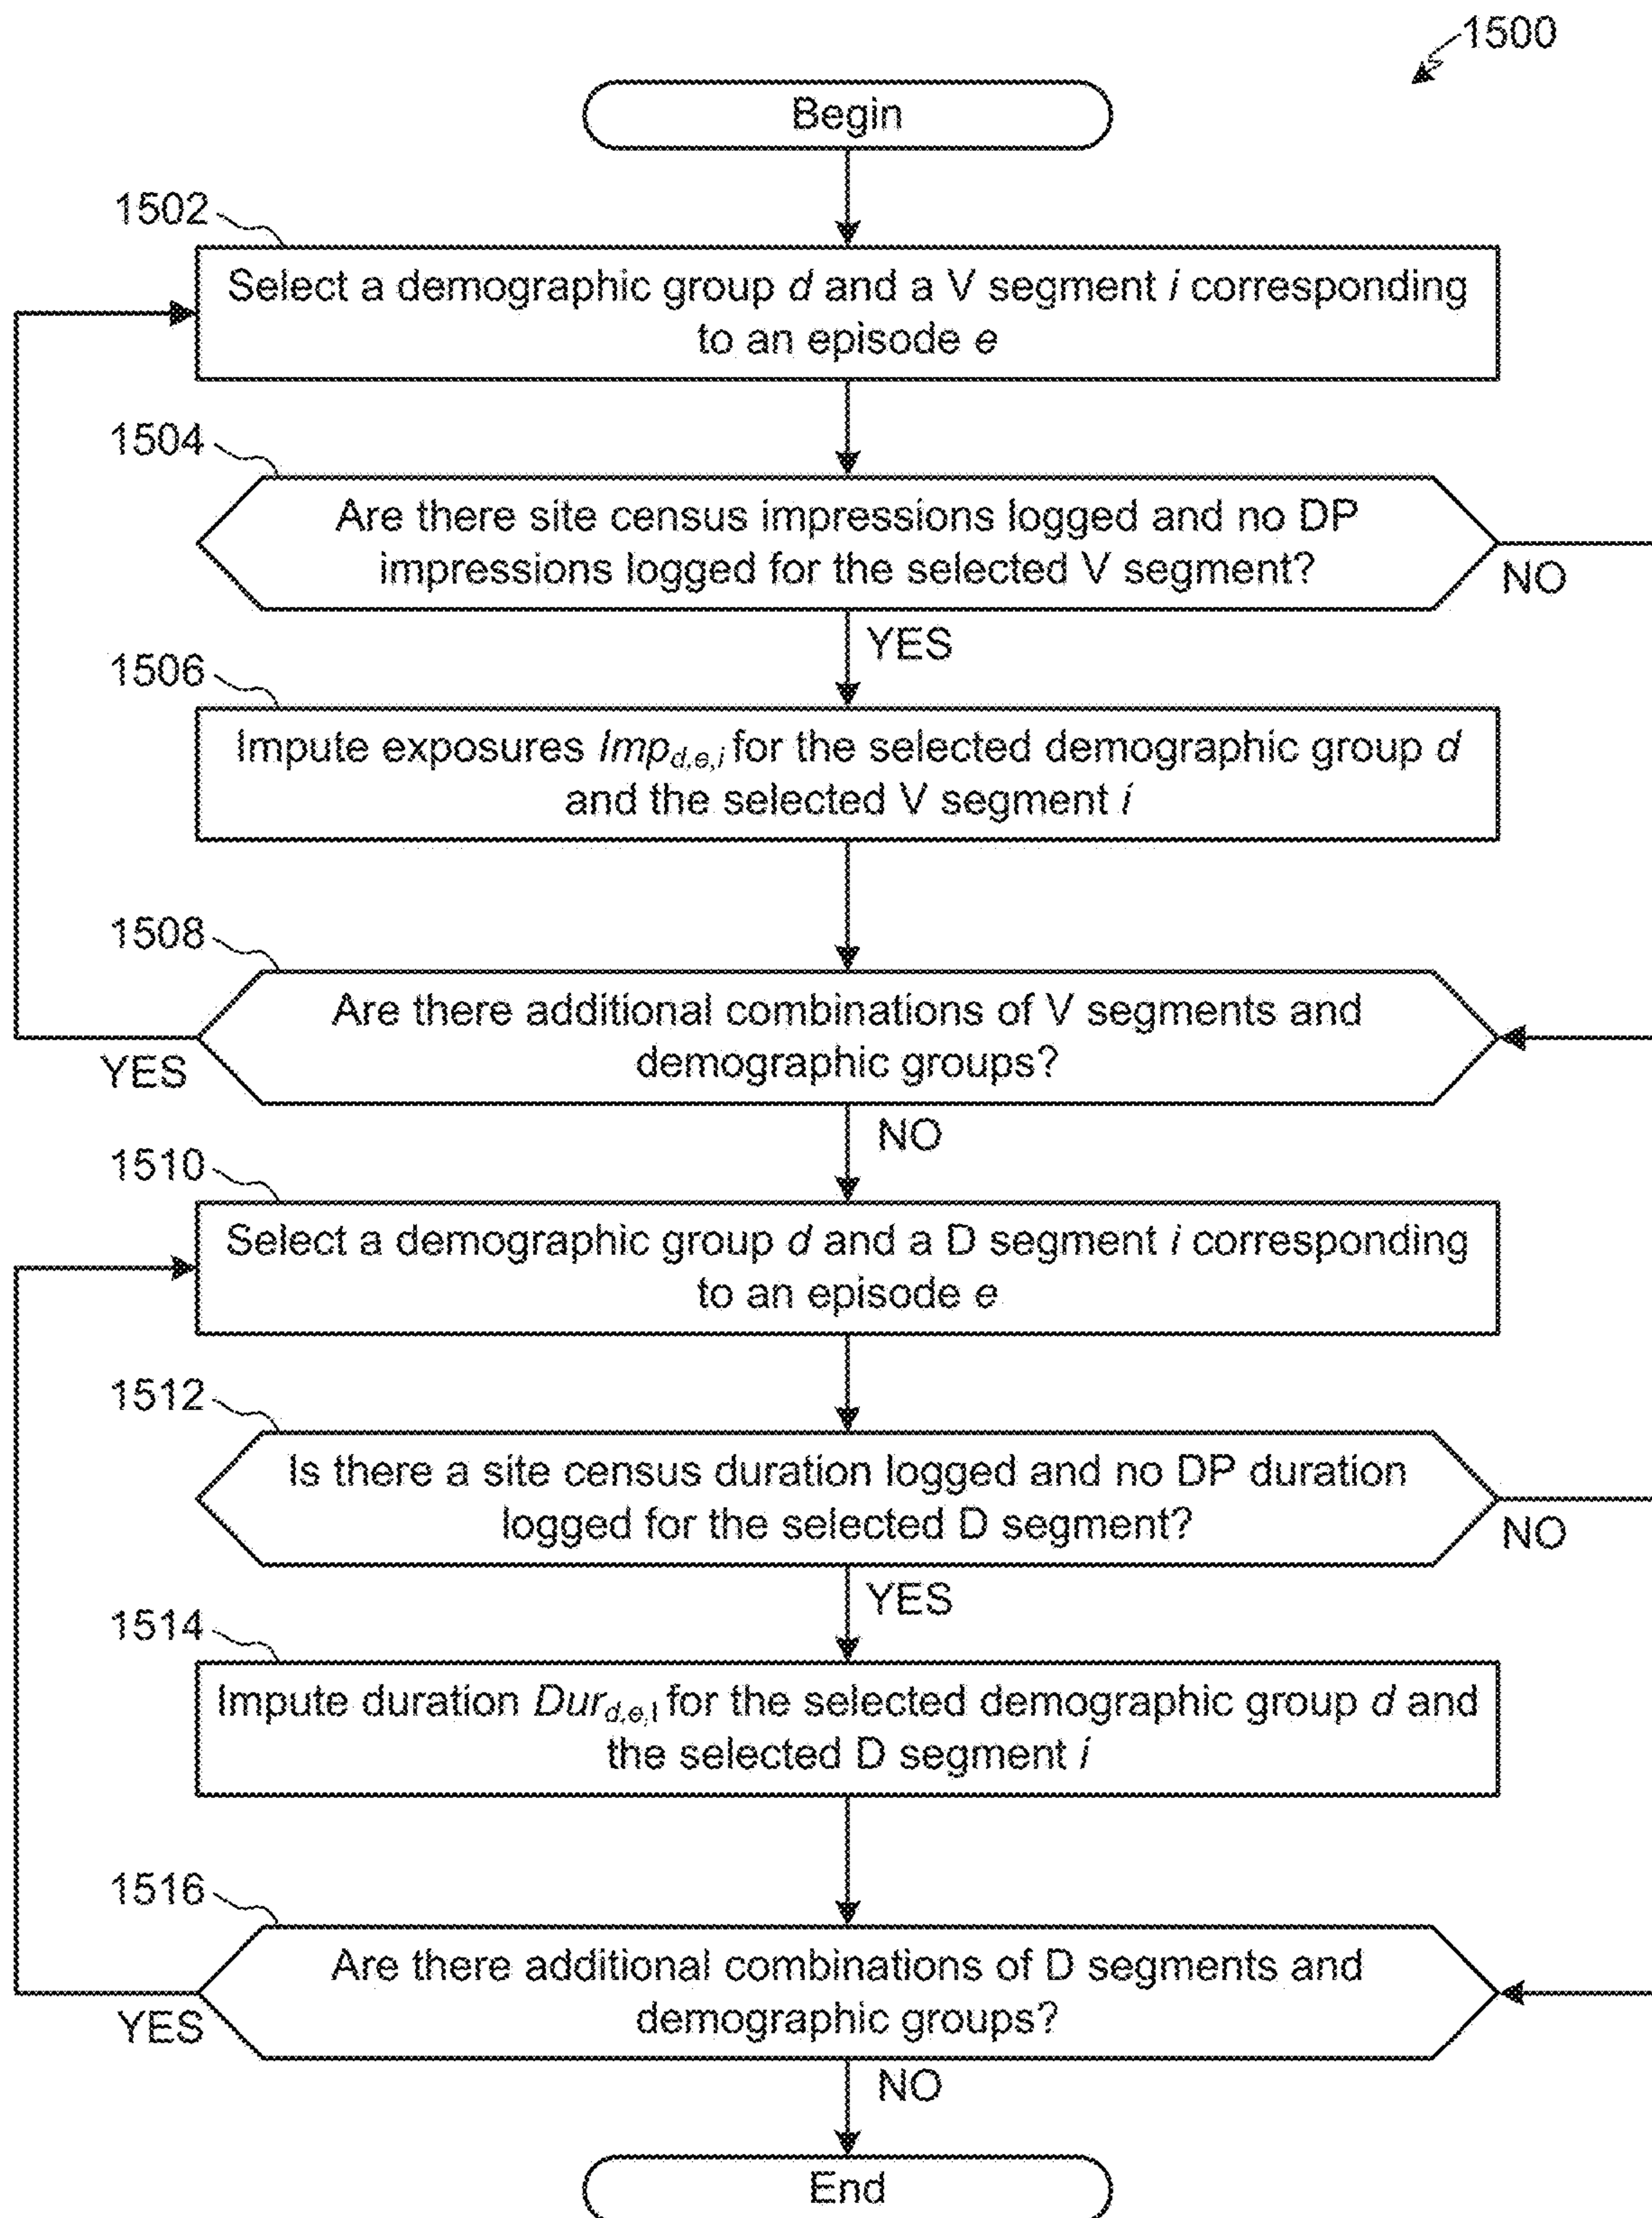 1500
Begin
1502
Select a demographic group d and a V segment i corresponding
to an episode e
1504
Are there site census impressions logged and no DP
impressions logged for the selected V segment?
NO
YES
1506
Impute exposures Imp d,e,i for the selected demographic group d
and the selected V segment i
1508
Are there additional combinations of V segments and
demographic groups?
YES
NO
1510
Select a demographic group d and a D segment i corresponding
to an episode e
1512
Is there a site census duration logged and no DP duration
logged for the selected D segment?
NO
YES
1514
Impute duration Dur d,e,i for the selected demographic group d and
the selected D segment i
1516
Are there additional combinations of D segments and
demographic groups?
YES
NO
End